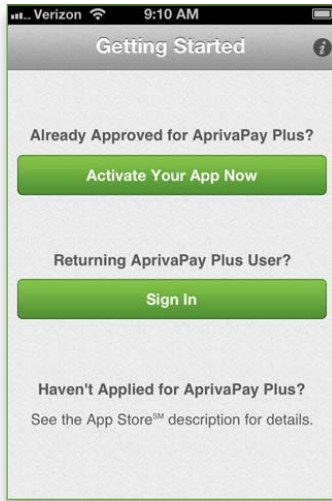 Verizon 9:10 AM
Getting Started
Already Approved for AprivaPay Plus?
Activate Your App Now
Returning AprivaPay Plus User?
Sign In
Haven't Applied for AprivaPay Plus?
See the App Store℠ description for details.